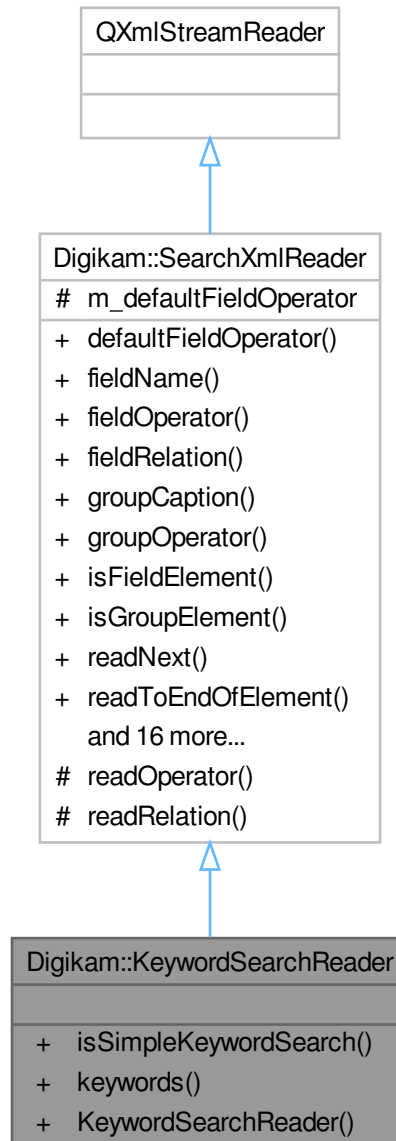 QXmlStreamReader
Digikam::SearchXmlReader
# m_defaultFieldOperator
+ defaultFieldOperator()
+ fieldName()
+ fieldOperator()
+ fieldRelation()
+ groupCaption()
+ groupOperator()
+ isFieldElement()
+ isGroupElement()
+ readNext()
+ readToEndOfElement()
and 16 more...
# readOperator()
# readRelation()
Digikam::KeywordSearchReader
+ isSimpleKeywordSearch()
+ keywords()
+ KeywordSearchReader()